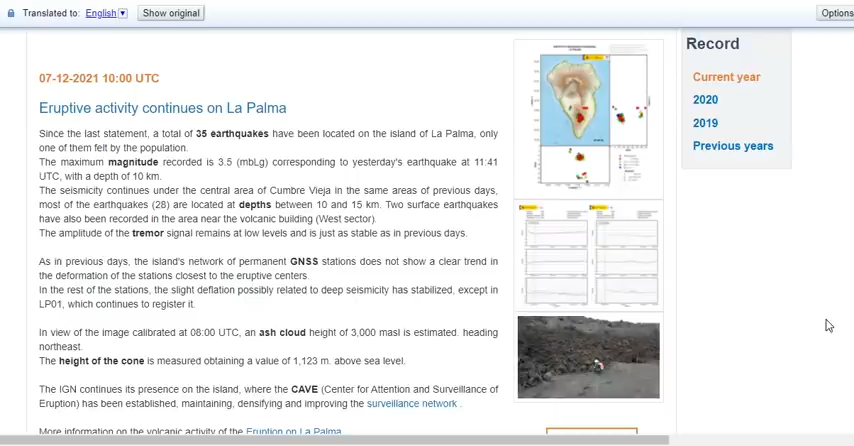 Translated to: English Show original Options
Record
Current year
2020
2019
Previous years
07-12-2021 10:00 UTC
Eruptive activity continues on La Palma
Since the last statement, a total of 35 earthquakes have been located on the island of La Palma, only
one of them felt by the population.
The maximum magnitude recorded is 3.5 (mbLg) corresponding to yesterday's earthquake at 11:41
UTC, with a depth of 10 km.
The seismicity continues under the central area of Cumbre Vieja in the same areas of previous days,
most of the earthquakes (28) are located at depths between 10 and 15 km. Two surface earthquakes
have also been recorded in the area near the volcanic building (West sector).
The amplitude of the tremor signal remains at low levels and is just as stable as in previous days.
As in previous days, the island's network of permanent GNSS stations does not show a clear trend in
the deformation of the stations closest to the eruptive centers.
In the rest of the stations, the slight deflation possibly related to deep seismicity has stabilized, except in
LP01, which continues to register it.
In view of the image calibrated at 08:00 UTC, an ash cloud height of 3,000 masl is estimated. heading
northeast.
The height of the cone is measured obtaining a value of 1,123 m. above sea level.
The IGN continues its presence on the island, where the CAVE (Center for Attention and Surveillance of
Eruption) has been established, maintaining, densifying and improving the surveillance network .
More information on the volcanic activity of the Eruption on La Palma